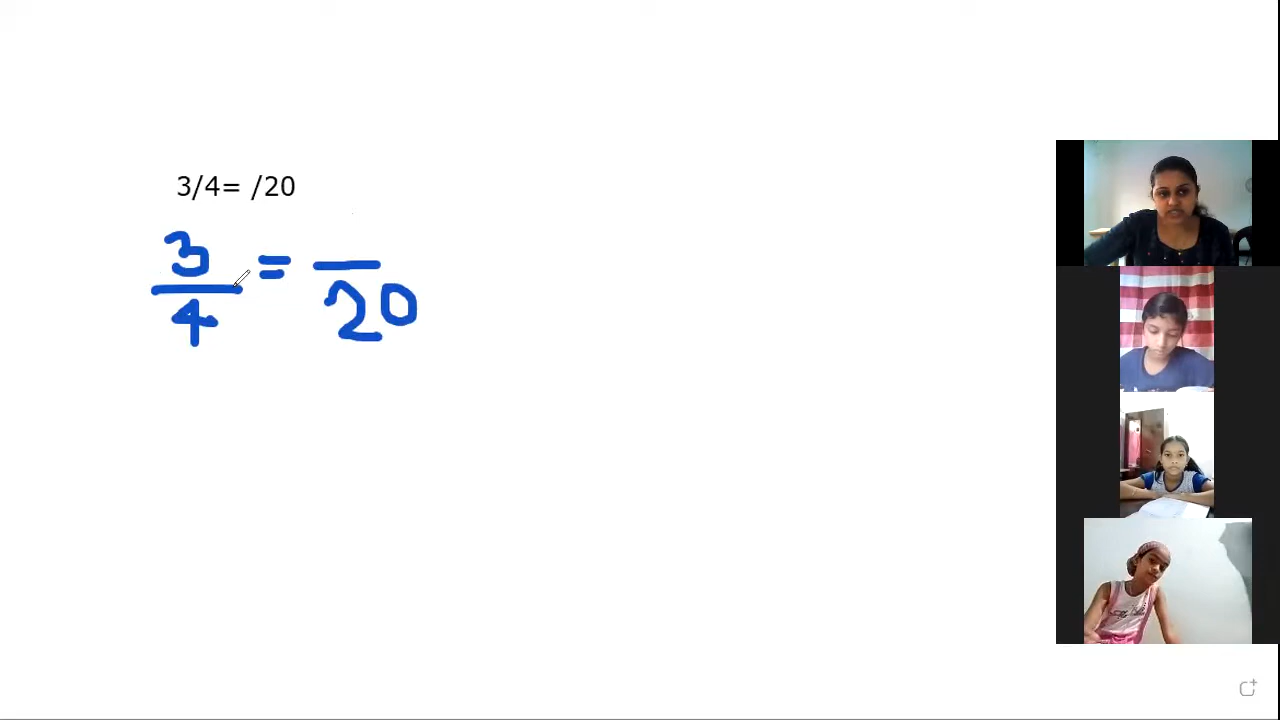 3/4= /20
3/4 = /20